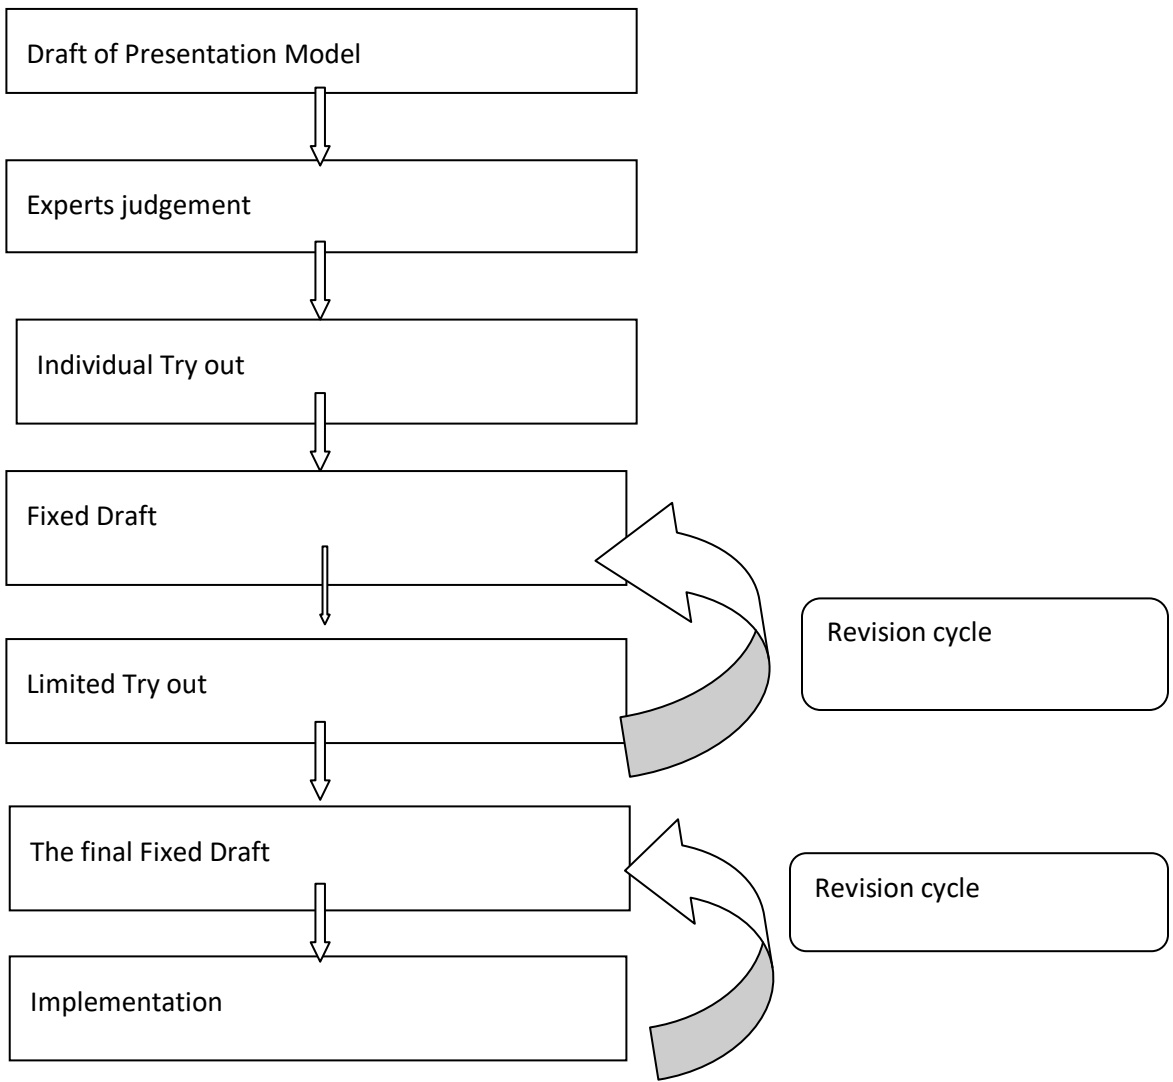 Draft of Presentation Model
Experts judgement
Individual Try out
Fixed Draft
Revision cycle
Limited Try out
The final Fixed Draft
Revision cycle
Implementation